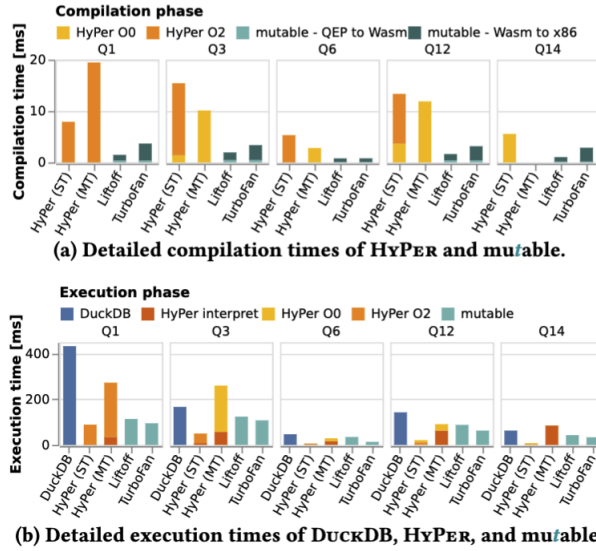 Compilation phase
HyPer O0 HyPer O2 mutable - QEP to Wasm mutable - Wasm to x86
Q1 Q3 Q6 Q12 Q14
Compilation time [ms]
20
10
0
HyPer (ST) HyPer (MT) Liftoff TurboFan HyPer (ST) HyPer (MT) Liftoff TurboFan HyPer (ST) HyPer (MT) Liftoff TurboFan HyPer (ST) HyPer (MT) Liftoff TurboFan HyPer (ST) HyPer (MT) Liftoff TurboFan
(a) Detailed compilation times of HYPER and mutable.
Execution phase
DuckDB HyPer interpret HyPer O0 HyPer O2 mutable
Q1 Q3 Q6 Q12 Q14
Execution time [ms]
400
200
0
DuckDB HyPer (ST) HyPer (MT) Liftoff TurboFan DuckDB HyPer (ST) HyPer (MT) Liftoff TurboFan DuckDB HyPer (ST) HyPer (MT) Liftoff TurboFan DuckDB HyPer (ST) HyPer (MT) Liftoff TurboFan DuckDB HyPer (ST) HyPer (MT) Liftoff TurboFan
(b) Detailed execution times of DUCKDB, HYPER, and mutable